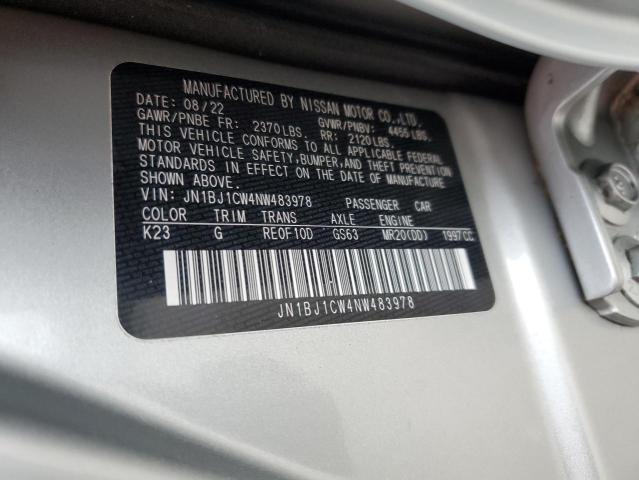 MANUFACTURED BY NISSAN MOTOR CO.,LTD.
DATE: 08/22 GVWR/PNBV: 4455 LBS.
GAWR/PNBE FR: 2370LBS. RR: 2120LBS.
THIS VEHICLE CONFORMS TO ALL APPLICABLE FEDERAL
MOTOR VEHICLE SAFETY,BUMPER,AND THEFT PREVENTION
STANDARDS IN EFFECT ON THE DATE OF MANUFACTURE
SHOWN ABOVE.
VIN: JN1BJ1CW4NW483978 PASSENGER CAR
COLOR TRIM TRANS AXLE ENGINE
K23 G RE0F10D GS63 MR20(DD) 1997CC
JN1BJ1CW4NW483978